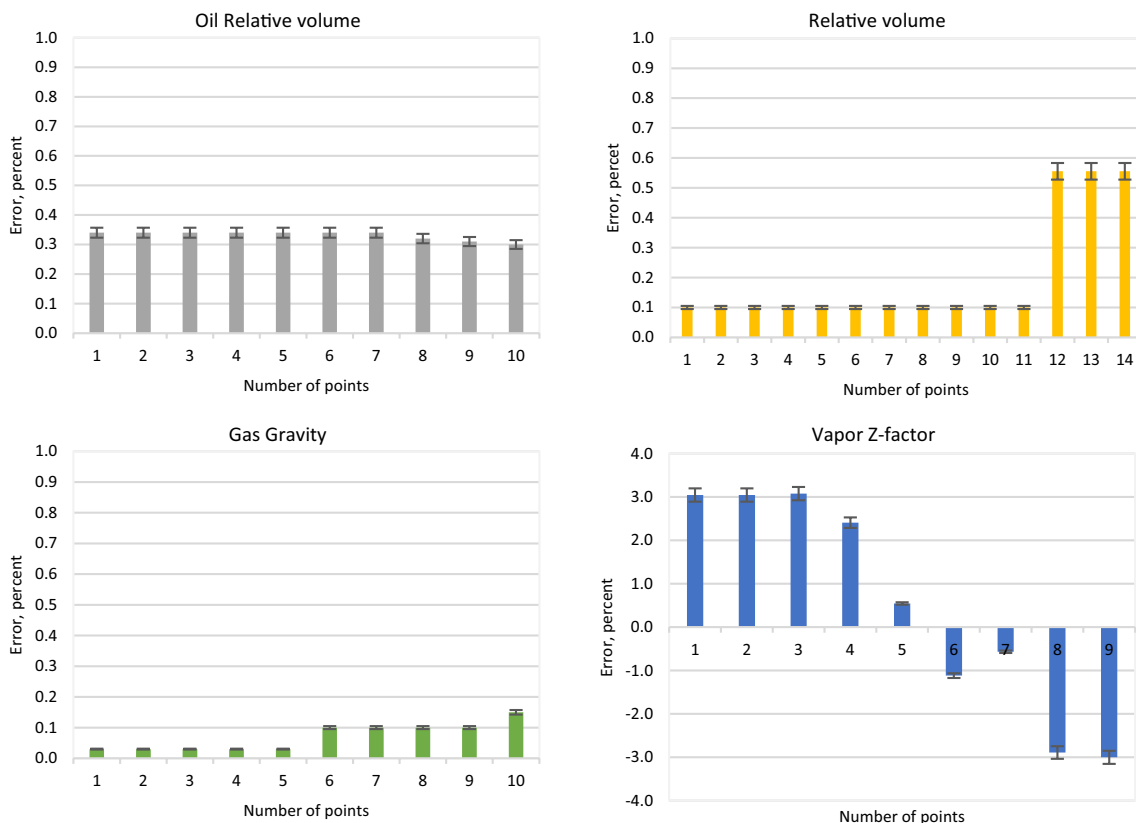 Oil Relative volume
Error, percent
1.0
0.9
0.8
0.7
0.6
0.5
0.4
0.3
0.2
0.1
0.0
1 2 3 4 5 6 7 8 9 10
Number of points
Relative volume
Error, percet
1.0
0.9
0.8
0.7
0.6
0.5
0.4
0.3
0.2
0.1
0.0
1 2 3 4 5 6 7 8 9 10 11 12 13 14
Number of points
Gas Gravity
Error, percent
1.0
0.9
0.8
0.7
0.6
0.5
0.4
0.3
0.2
0.1
0.0
1 2 3 4 5 6 7 8 9 10
Number of points
Vapor Z-factor
Error, percent
4.0
3.0
2.0
1.0
0.0
-1.0
-2.0
-3.0
-4.0
1 2 3 4 5 6 7 8 9
Number of points